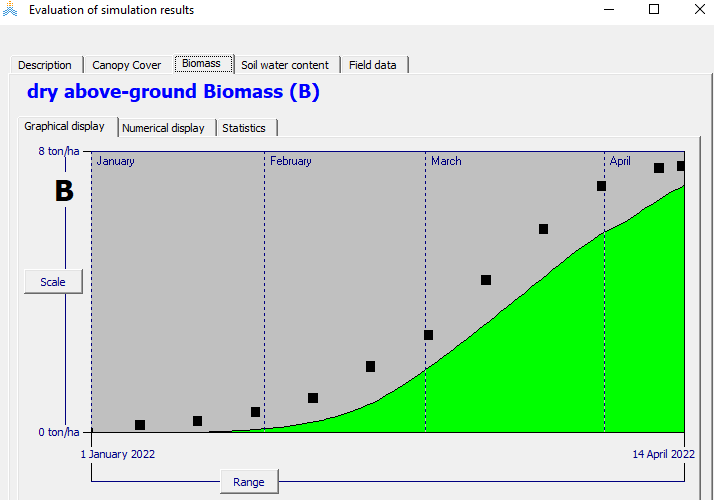 Evaluation of simulation results
Description Canopy Cover Biomass Soil water content Field data
dry above-ground Biomass (B)
Graphical display Numerical display Statistics
8 ton/ha
January February March April
B
Scale
0 ton/ha
1 January 2022 14 April 2022
Range